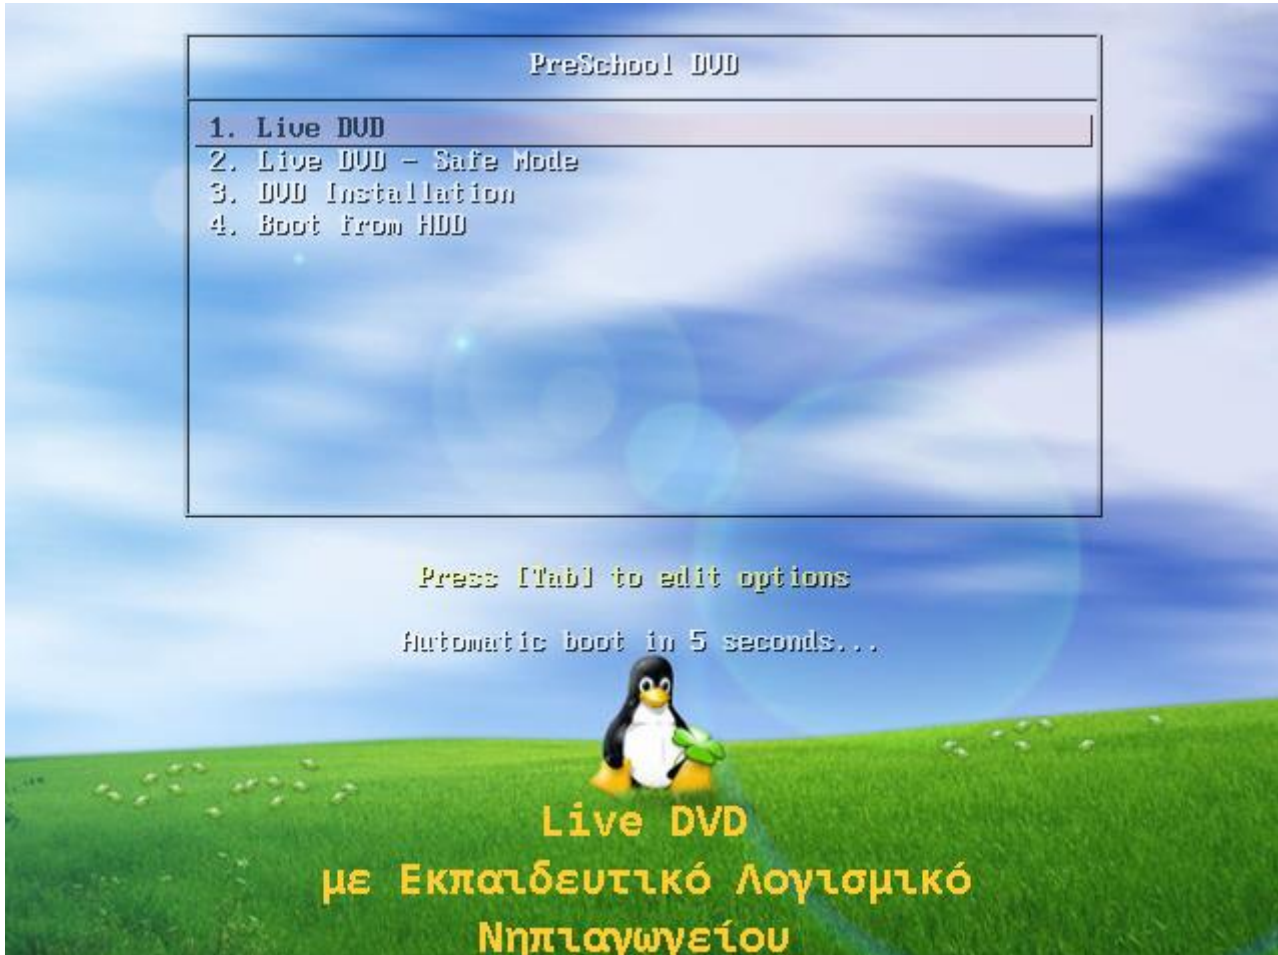 PreSchool DVD
1. Live DVD
2. Live DVD - Safe Mode
3. DVD Installation
4. Boot from HDD
Press [Tab] to edit options
Automatic boot in 5 seconds...
Live DVD
με Εκπαιδευτικό Λογισμικό
Νηπιαγωγείου